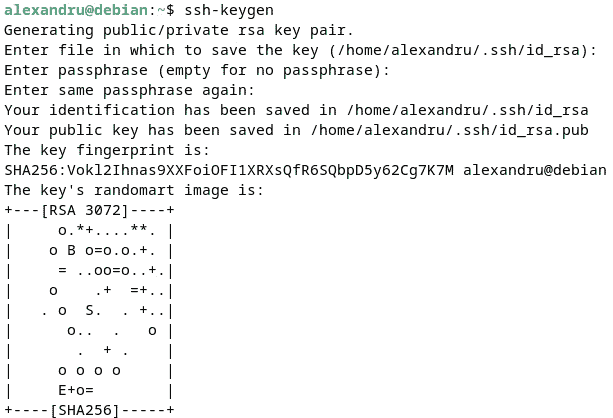 alexandru@debian:~$ ssh-keygen
Generating public/private rsa key pair.
Enter file in which to save the key (/home/alexandru/.ssh/id_rsa):
Enter passphrase (empty for no passphrase):
Enter same passphrase again:
Your identification has been saved in /home/alexandru/.ssh/id_rsa
Your public key has been saved in /home/alexandru/.ssh/id_rsa.pub
The key fingerprint is:
SHA256:Vokl2Ihnas9XXFoiOFI1XRXsQfR6SQbpD5y62Cg7K7M alexandru@debian
The key's randomart image is:
+---[RSA 3072]----+
|     o.*+....**. |
|    o B o=o.o.+. |
|     = ..oo=o..+.|
|    o    .+  =+..|
|   . o  S.  . +..|
|      o..  .   o |
|       .  + .    |
|     o o o o     |
|     E+o=        |
+----[SHA256]-----+